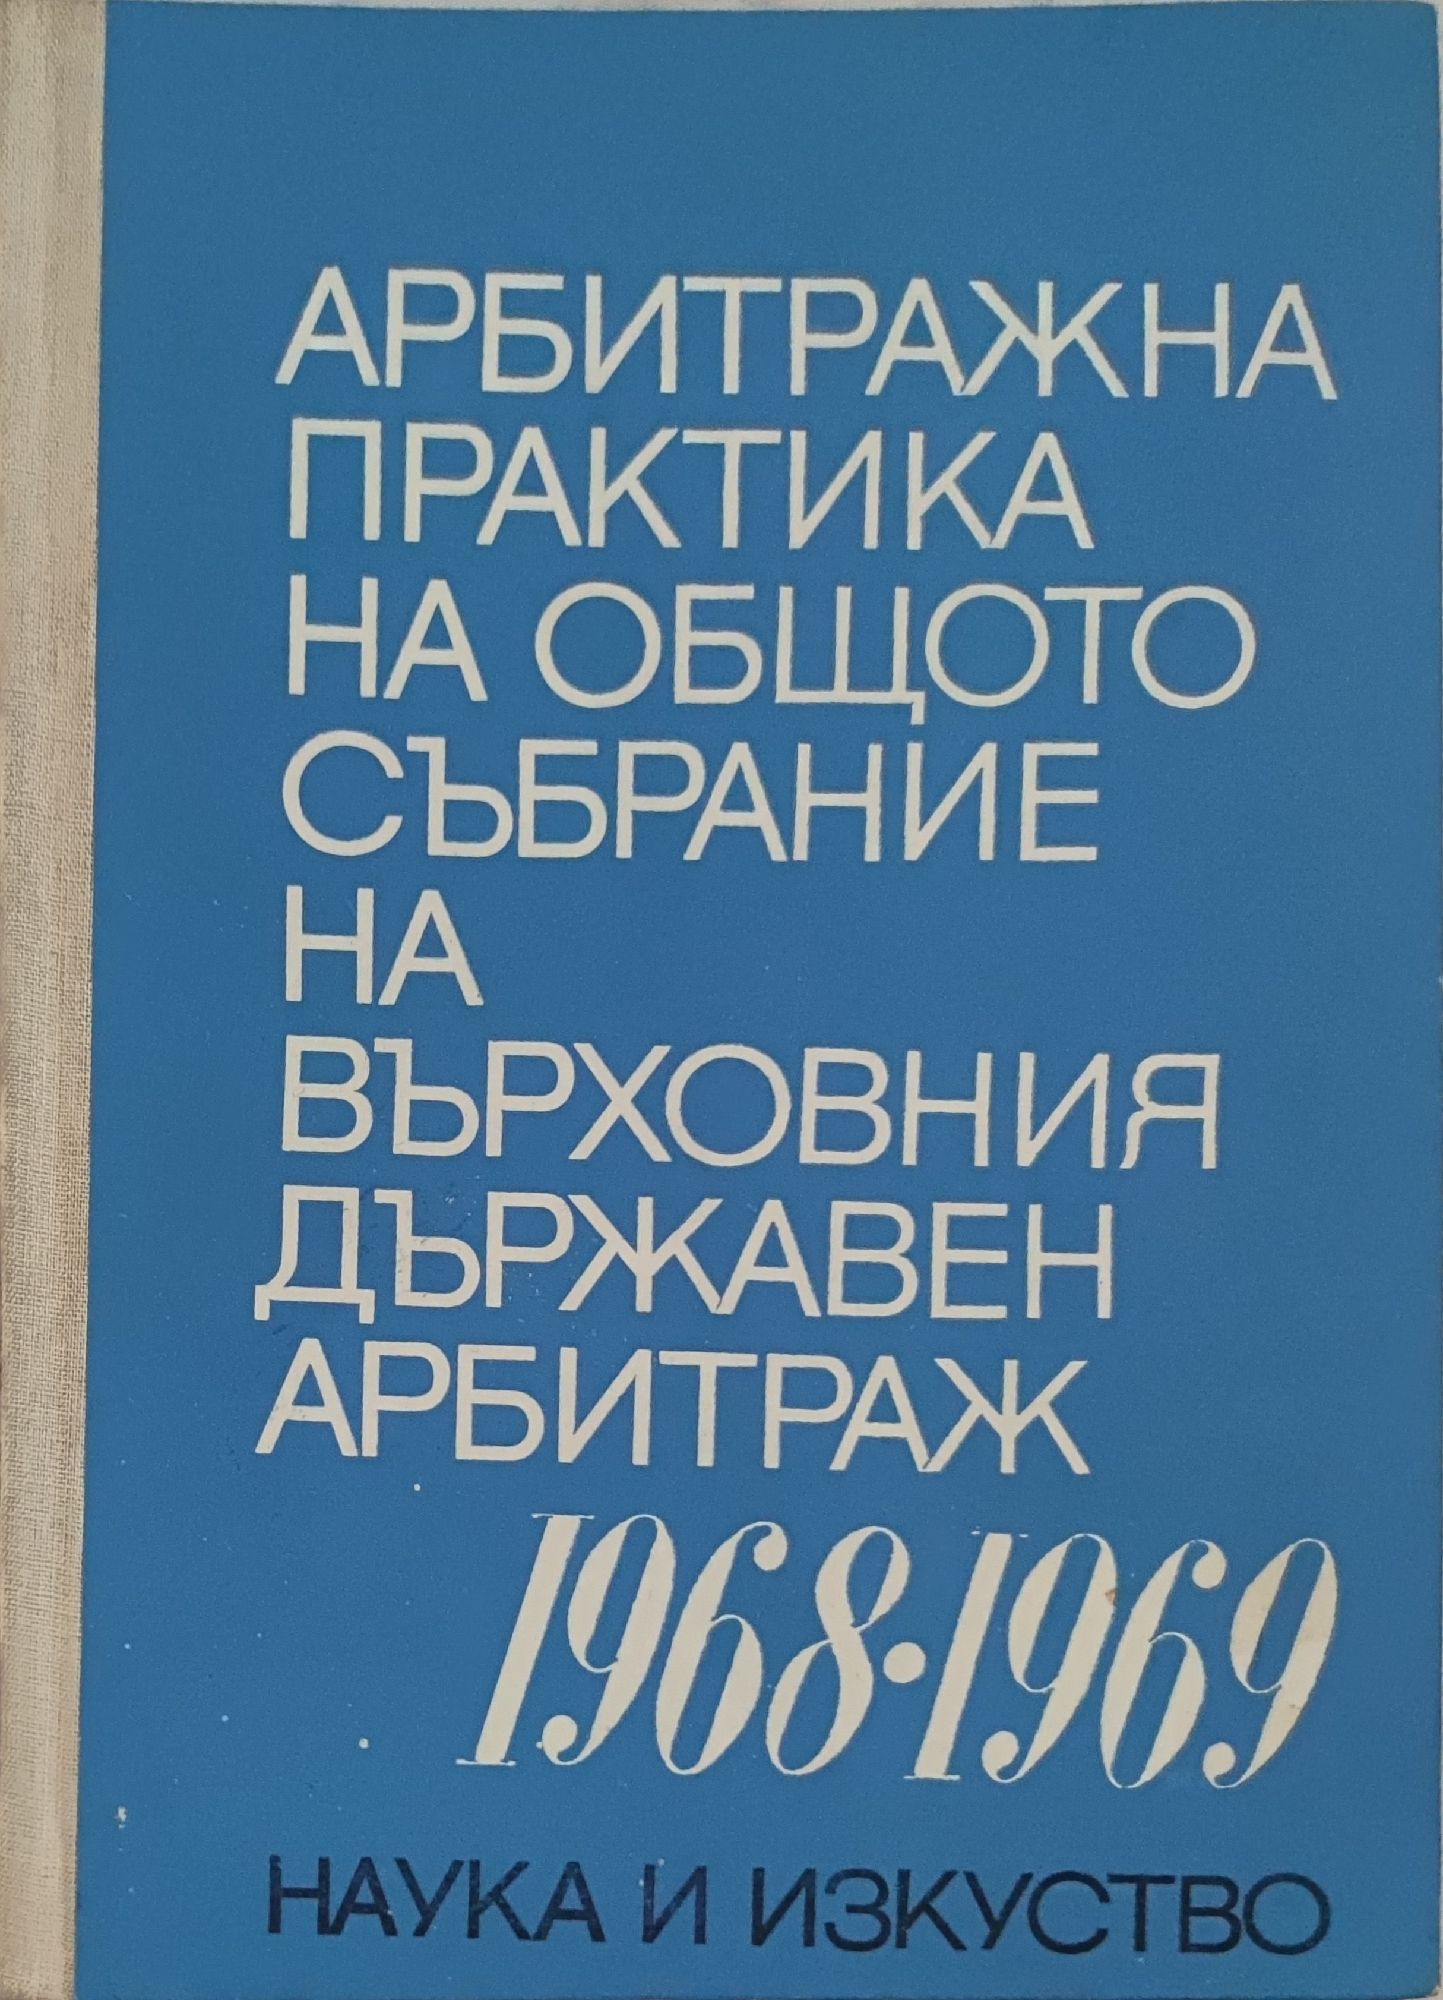 АРБИТРАЖНА
ПРАКТИКА
НА ОБЩОТО
СЪБРАНИЕ
НА
ВЪРХОВНИЯ
ДЪРЖАВЕН
АРБИТРАЖ
1968·1969
НАУКА И ИЗКУСТВО